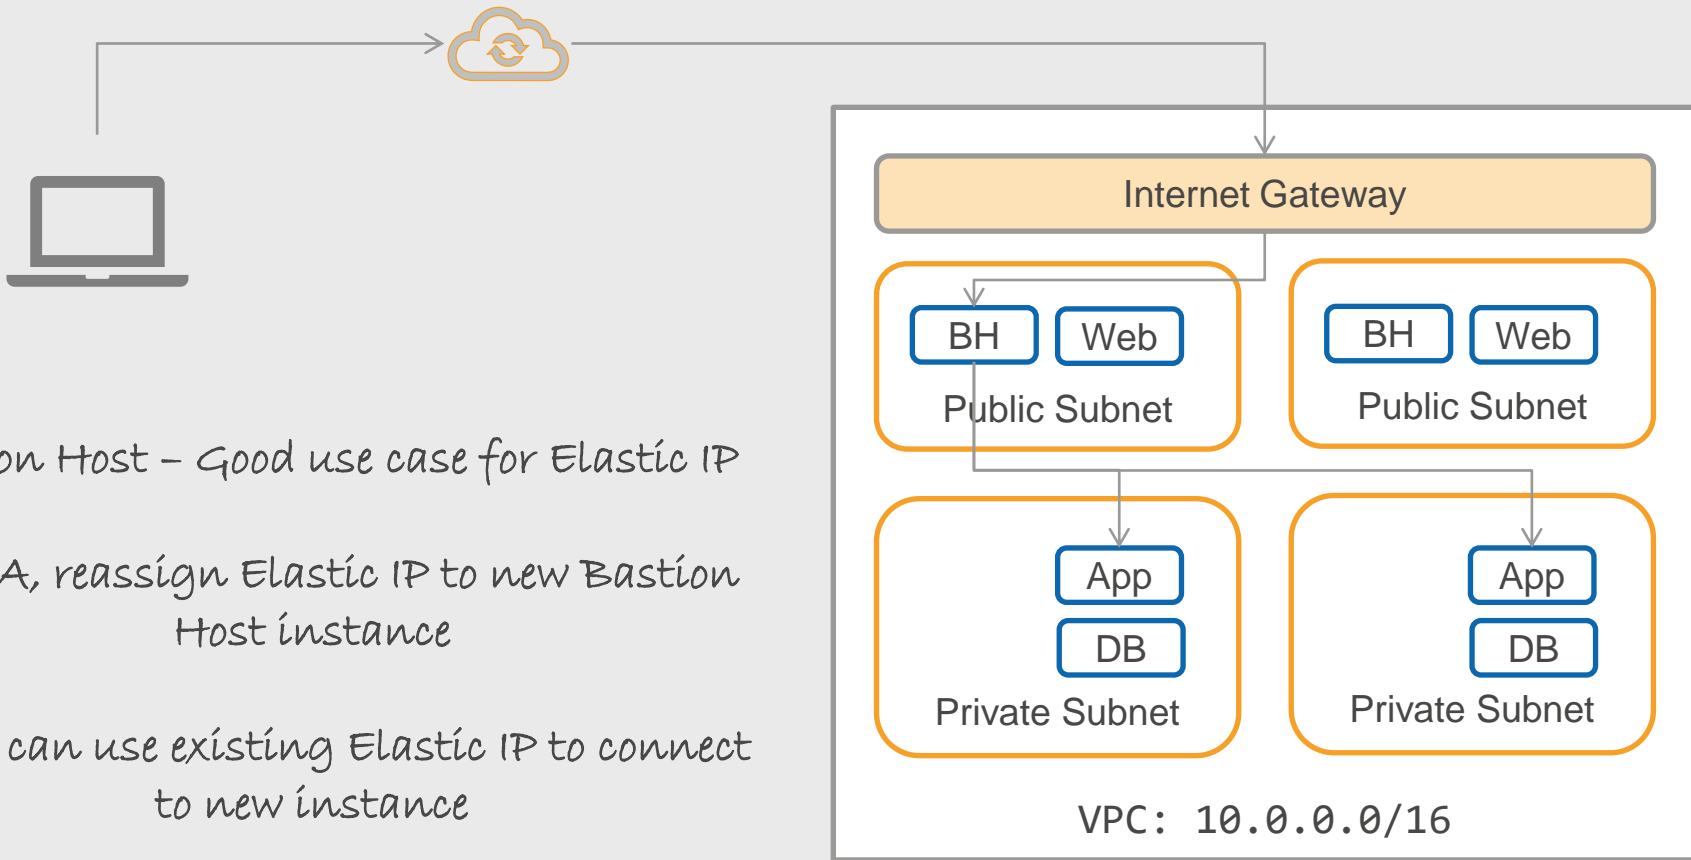 Internet Gateway
BH
Web
Public Subnet
BH
Web
Public Subnet
Host – Good use case for Elastic IP
reassign Elastic IP to new Bastion
Host instance
can use existing Elastic IP to connect
to new instance
App
DB
Private Subnet
App
DB
Private Subnet
VPC: 10.0.0.0/16